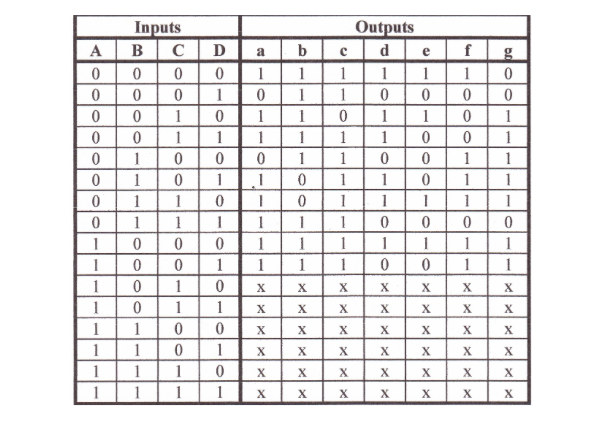 Inputs Outputs
A B C D a b c d e f g
0 0 0 0 1 1 1 1 1 1 0
0 0 0 1 0 1 1 0 0 0 0
0 0 1 0 1 1 0 1 1 0 1
0 0 1 1 1 1 1 1 0 0 1
0 1 0 0 0 1 1 0 0 1 1
0 1 0 1 1 0 1 1 0 1 1
0 1 1 0 1 0 1 1 1 1 1
0 1 1 1 1 1 1 0 0 0 0
1 0 0 0 1 1 1 1 1 1 1
1 0 0 1 1 1 1 0 0 1 1
1 0 1 0 x x x x x x x
1 0 1 1 x x x x x x x
1 1 0 0 x x x x x x x
1 1 0 1 x x x x x x x
1 1 1 0 x x x x x x x
1 1 1 1 x x x x x x x